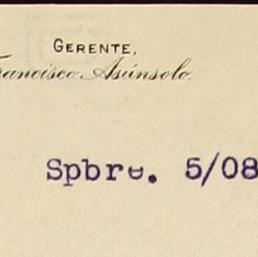 GERENTE,
Francisco Asúnsolo.
Spbre. 5/08